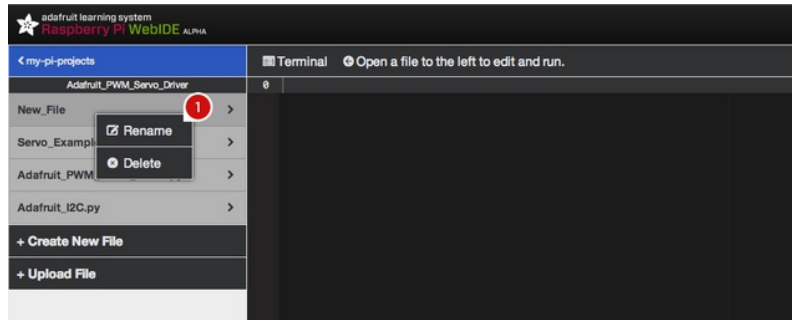 adafruit learning system
Raspberry Pi WebIDE ALPHA
my-pi-projects
Terminal
Open a file to the left to edit and run.
Adafruit_PWM_Servo_Driver
0
New_File
1
Rename
Servo_Exampl
Delete
Adafruit_PWM
Adafruit_I2C.py
+ Create New File
+ Upload File